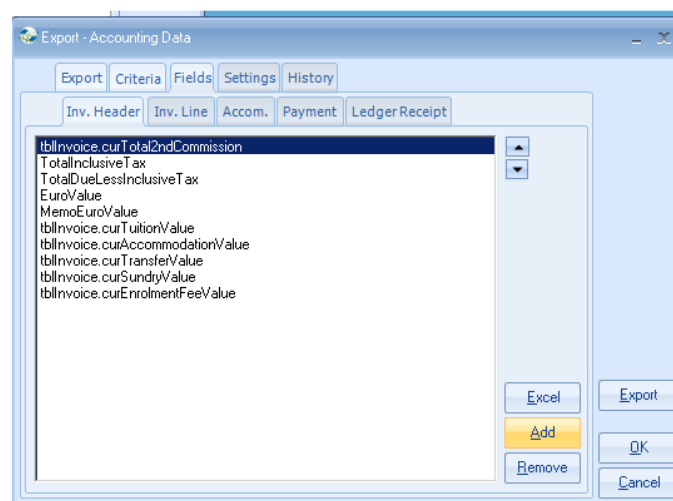 Export - Accounting Data
Export Criteria Fields Settings History
Inv. Header Inv. Line Accom. Payment Ledger Receipt
tblInvoice.curTotal2ndCommission
TotalInclusiveTax
TotalDueLessInclusiveTax
EuroValue
MemoEuroValue
tblInvoice.curTuitionValue
tblInvoice.curAccommodationValue
tblInvoice.curTransferValue
tblInvoice.curSundryValue
tblInvoice.curEnrolmentFeeValue
Excel Export
Add
OK
Remove
Cancel